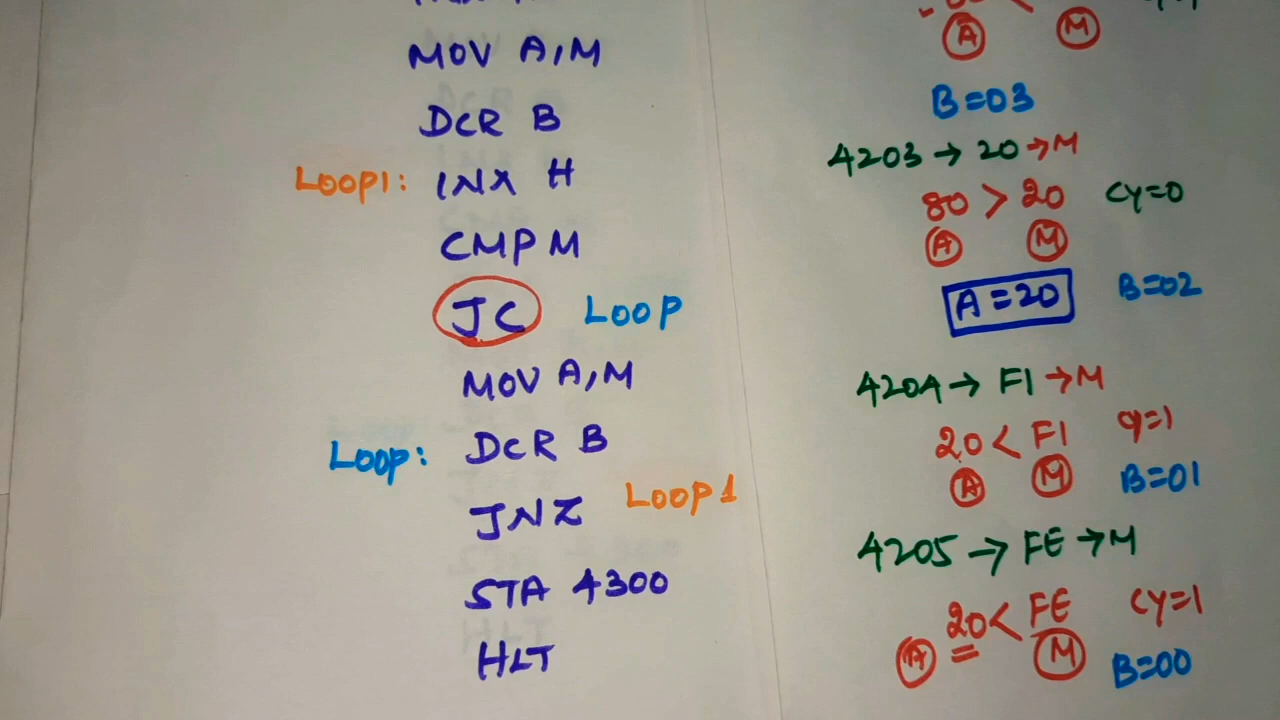 MOV A,M
DCR B
LOOP1: INX H
CMP M
JC LOOP
MOV A,M
LOOP: DCR B
JNZ LOOP1
STA 4300
HLT
A M
B=03
4203 → 20 → M
80 > 20 CY=0
A M
A=20 B=02
4204 → F1 → M
20 < F1 CY=1
A M B=01
4205 → FE → M
20 < FE CY=1
A M B=00